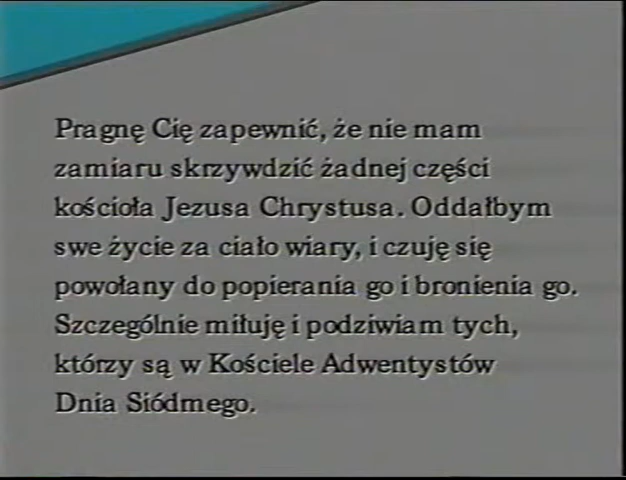 Pragnę Cię zapewnić, że nie mam
zamiaru skrzywdzić żadnej części
kościoła Jezusa Chrystusa. Oddałbym
swe życie za ciało wiary, i czuję się
powołany do popierania go i bronienia go.
Szczególnie miłuję i podziwiam tych,
którzy są w Kościele Adwentystów
Dnia Siódmego.